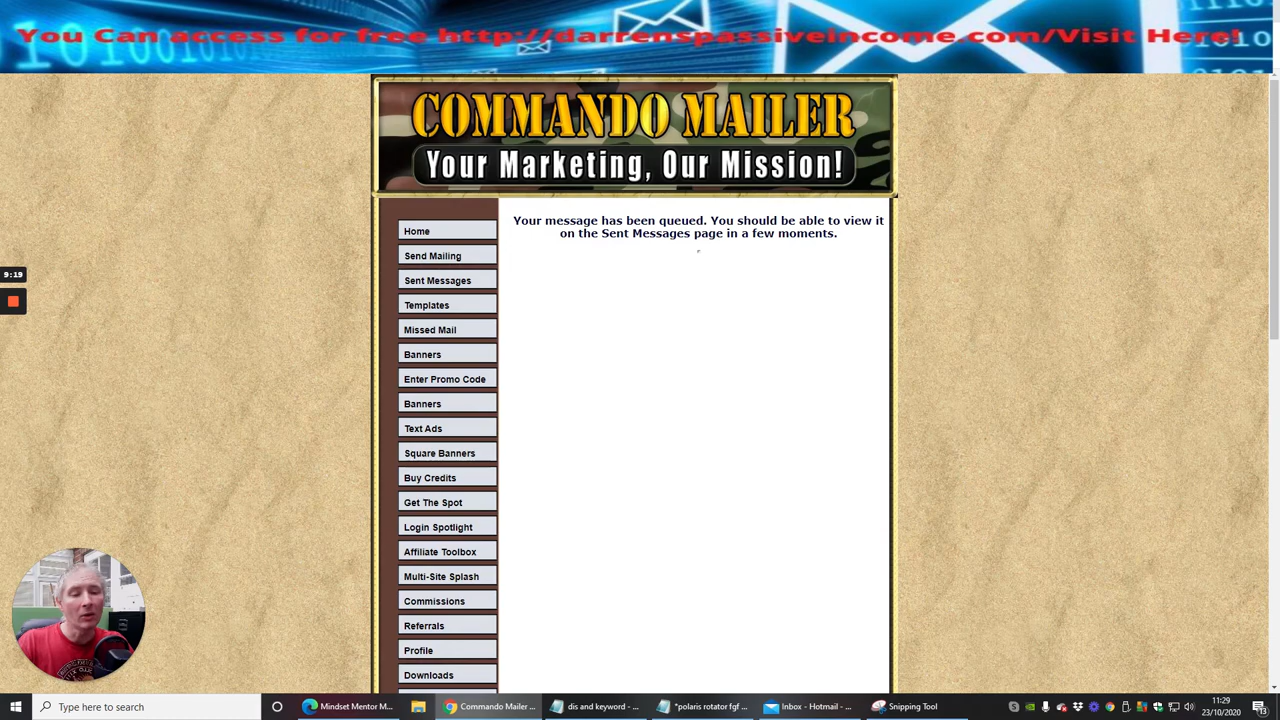 You Can access for free http://darrenspassiveincome.com/Visit Here!
COMMANDO MAILER
Your Marketing, Our Mission!
Your message has been queued. You should be able to view it
on the Sent Messages page in a few moments.
Home
Send Mailing
Sent Messages
Templates
Missed Mail
Banners
Enter Promo Code
Banners
Text Ads
Square Banners
Buy Credits
Get The Spot
Login Spotlight
Affiliate Toolbox
Multi-Site Splash
Commissions
Referrals
Profile
Downloads
9:19
Type here to search
Mindset Mentor M...
Commando Mailer ...
dis and keyword - ...
*polaris rotator fgf ...
Inbox - Hotmail - ...
Snipping Tool
11:29
23/10/2020